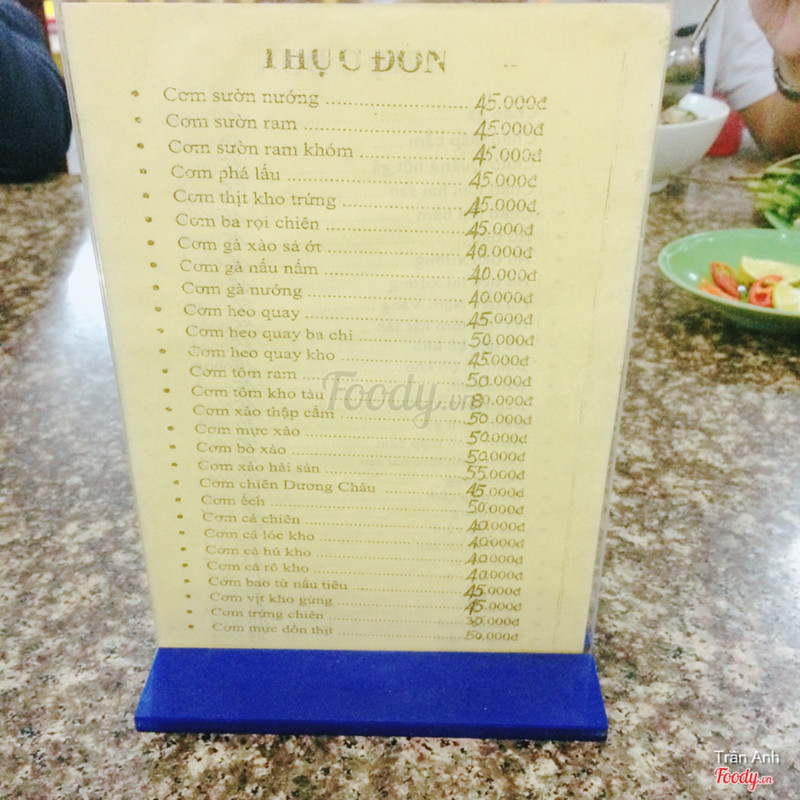 THỰC ĐƠN
• Cơm sườn nướng ........................ 45.000đ
• Cơm sườn ram ........................ 45.000đ
• Cơm sườn ram khóm ........................ 45.000đ
• Cơm phá lấu ........................ 45.000đ
• Cơm thịt kho trứng ........................ 45.000đ
• Cơm ba rọi chiên ........................ 45.000đ
• Cơm gà xào sả ớt ........................ 40.000đ
• Cơm gà nấu nấm ........................ 40.000đ
• Cơm gà nướng ........................ 40.000đ
• Cơm heo quay ........................ 45.000đ
• Cơm heo quay ba chỉ ........................ 50.000đ
• Cơm heo quay kho ........................ 45.000đ
• Cơm tôm ram ........................ 50.000đ
• Cơm tôm kho tàu ........................ 80.000đ
• Cơm xào thập cẩm ........................ 50.000đ
• Cơm mực xào ........................ 50.000đ
• Cơm bò xào ........................ 50.000đ
• Cơm xào hải sản ........................ 55.000đ
• Cơm chiên Dương Châu ........................ 45.000đ
• Cơm ếch ........................ 50.000đ
• Cơm cá chiên ........................ 40.000đ
• Cơm cá lóc kho ........................ 40.000đ
• Cơm cá hú kho ........................ 40.000đ
• Cơm cá rô kho ........................ 40.000đ
• Cơm bao tử nấu tiêu ........................ 45.000đ
• Cơm vịt kho gừng ........................ 45.000đ
• Cơm trứng chiên ........................ 30.000đ
• Cơm mực dồn thịt ........................ 50.000đ
Foody.vn
Trần Anh
Foody.vn